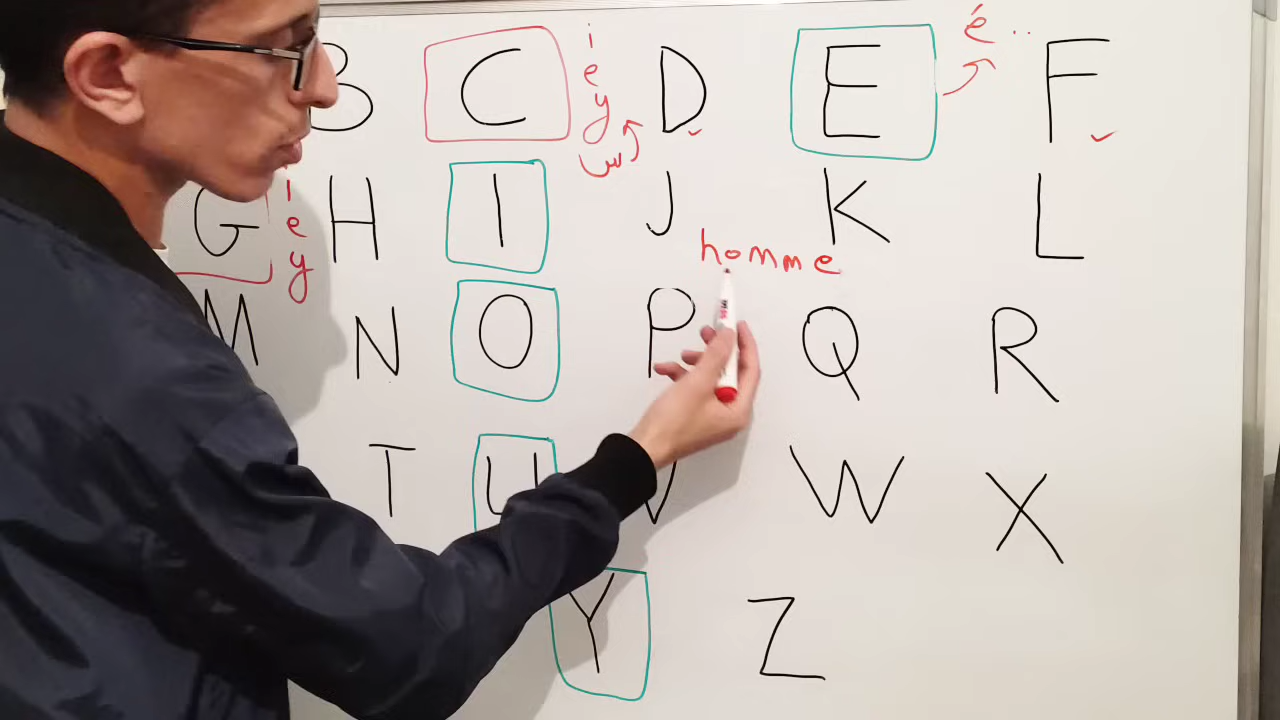 B C i e y س D E é .. F
G i e y H I J K L
homme
M N O P Q R
T U V W X
Y Z